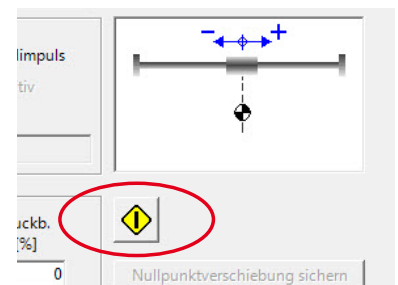 - +
limpuls
tiv
uckb.
[%]
0
Nullpunktverschiebung sichern